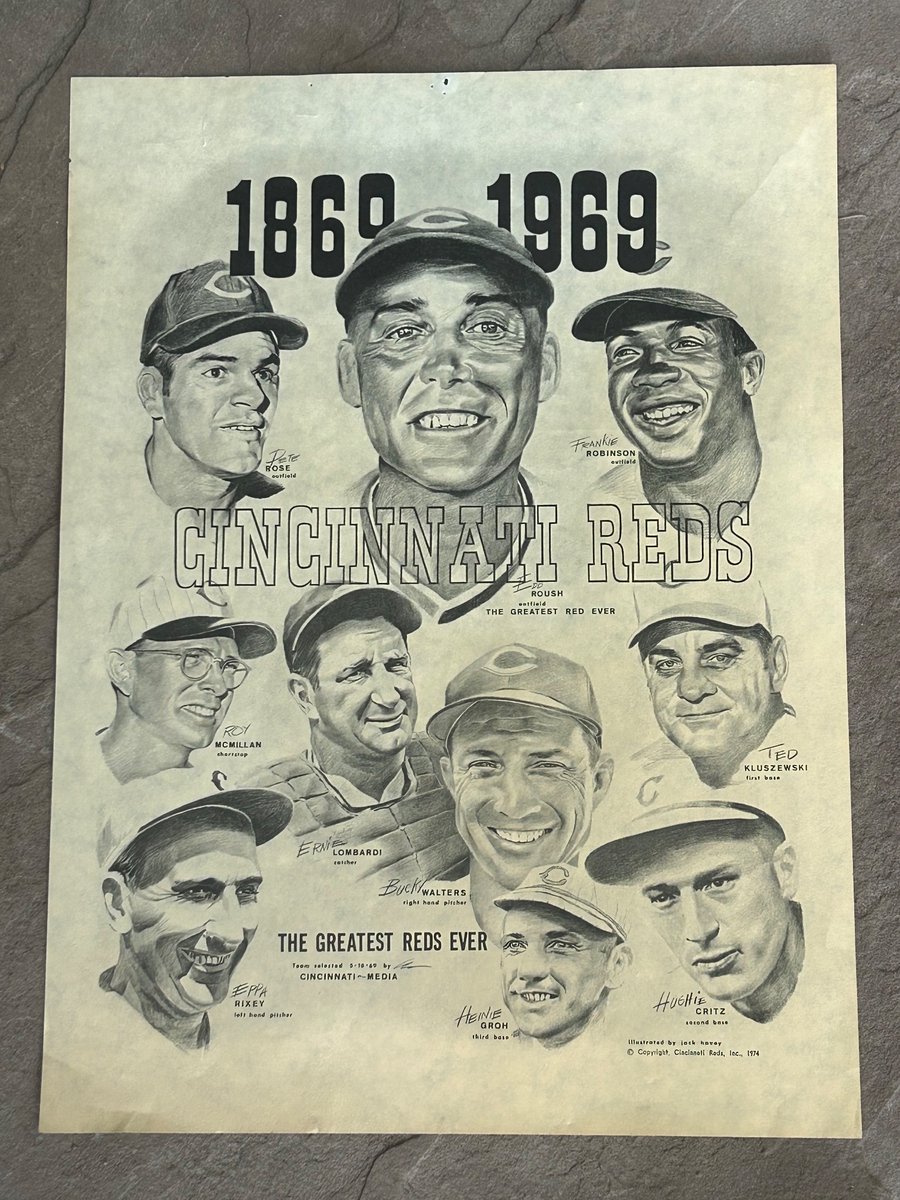 1869 1969
Pete
ROSE
outfield
Frankie
ROBINSON
outfield
CINCINNATI REDS
Edd
ROUSH
outfield
THE GREATEST RED EVER
Roy
MCMILLAN
shortstop
Ted
KLUSZEWSKI
first base
Ernie
LOMBARDI
catcher
Bucky
WALTERS
right hand pitcher
THE GREATEST REDS EVER
Team selected 5-10-69 by
CINCINNATI~MEDIA
Eppa
RIXEY
left hand pitcher
Heinie
GROH
third base
Hughie
CRITZ
second base
illustrated by jack havey
© Copyright, Cincinnati Reds, Inc., 1974